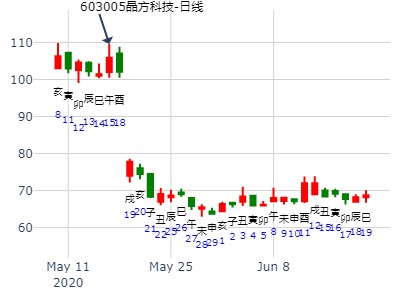 603005晶方科技-日线
110
100
90
80
70
60
亥 寅 卯 辰 巳 午 酉
8 11 12 13 14 15 18
戌 亥 子 丑 辰 巳 午 未 申 亥 子 丑 寅 卯 午 未 申 酉 戌 丑 寅 卯 辰 巳
19 20 21 22 25 26 27 28 29 1 2 3 4 5 8 9 10 11 12 15 16 17 18 19
May 11 May 25 Jun 8
2020